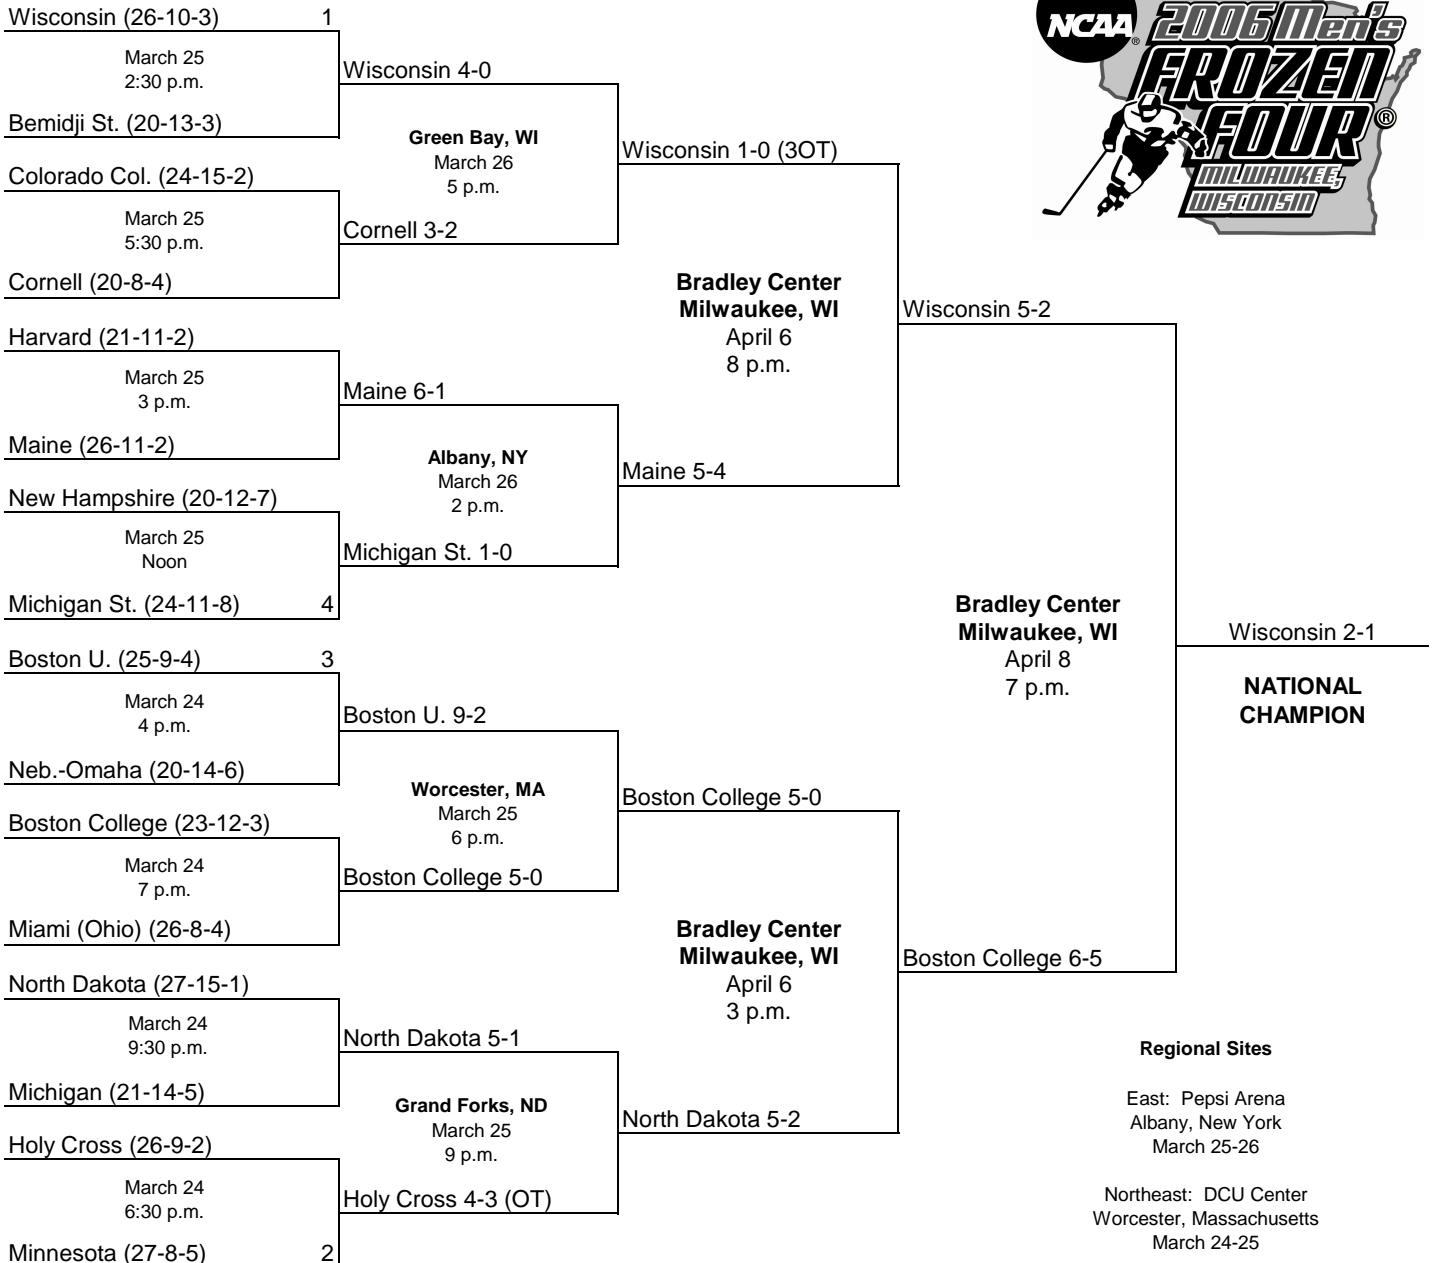 Wisconsin (26-10-3) 1
March 25
2:30 p.m.
Bemidji St. (20-13-3)
Colorado Col. (24-15-2)
March 25
5:30 p.m.
Cornell (20-8-4)
Harvard (21-11-2)
March 25
3 p.m.
Maine (26-11-2)
New Hampshire (20-12-7)
March 25
Noon
Michigan St. (24-11-8) 4
Boston U. (25-9-4) 3
March 24
4 p.m.
Neb.-Omaha (20-14-6)
Boston College (23-12-3)
March 24
7 p.m.
Miami (Ohio) (26-8-4)
North Dakota (27-15-1)
March 24
9:30 p.m.
Michigan (21-14-5)
Holy Cross (26-9-2)
March 24
6:30 p.m.
Minnesota (27-8-5) 2
Wisconsin 4-0
Green Bay, WI
March 26
5 p.m.
Cornell 3-2
Maine 6-1
Albany, NY
March 26
2 p.m.
Michigan St. 1-0
Boston U. 9-2
Worcester, MA
March 25
6 p.m.
Boston College 5-0
North Dakota 5-1
Grand Forks, ND
March 25
9 p.m.
Holy Cross 4-3 (OT)
Wisconsin 1-0 (3OT)
Bradley Center
Milwaukee, WI
April 6
8 p.m.
Maine 5-4
Boston College 5-0
Bradley Center
Milwaukee, WI
April 6
3 p.m.
North Dakota 5-2
Wisconsin 5-2
Bradley Center
Milwaukee, WI
April 8
7 p.m.
Boston College 6-5
Wisconsin 2-1
NATIONAL
CHAMPION
NCAA ®
2006 Men's
FROZEN
FOUR ®
MILWAUKEE,
WISCONSIN
Regional Sites
East: Pepsi Arena
Albany, New York
March 25-26
Northeast: DCU Center
Worcester, Massachusetts
March 24-25